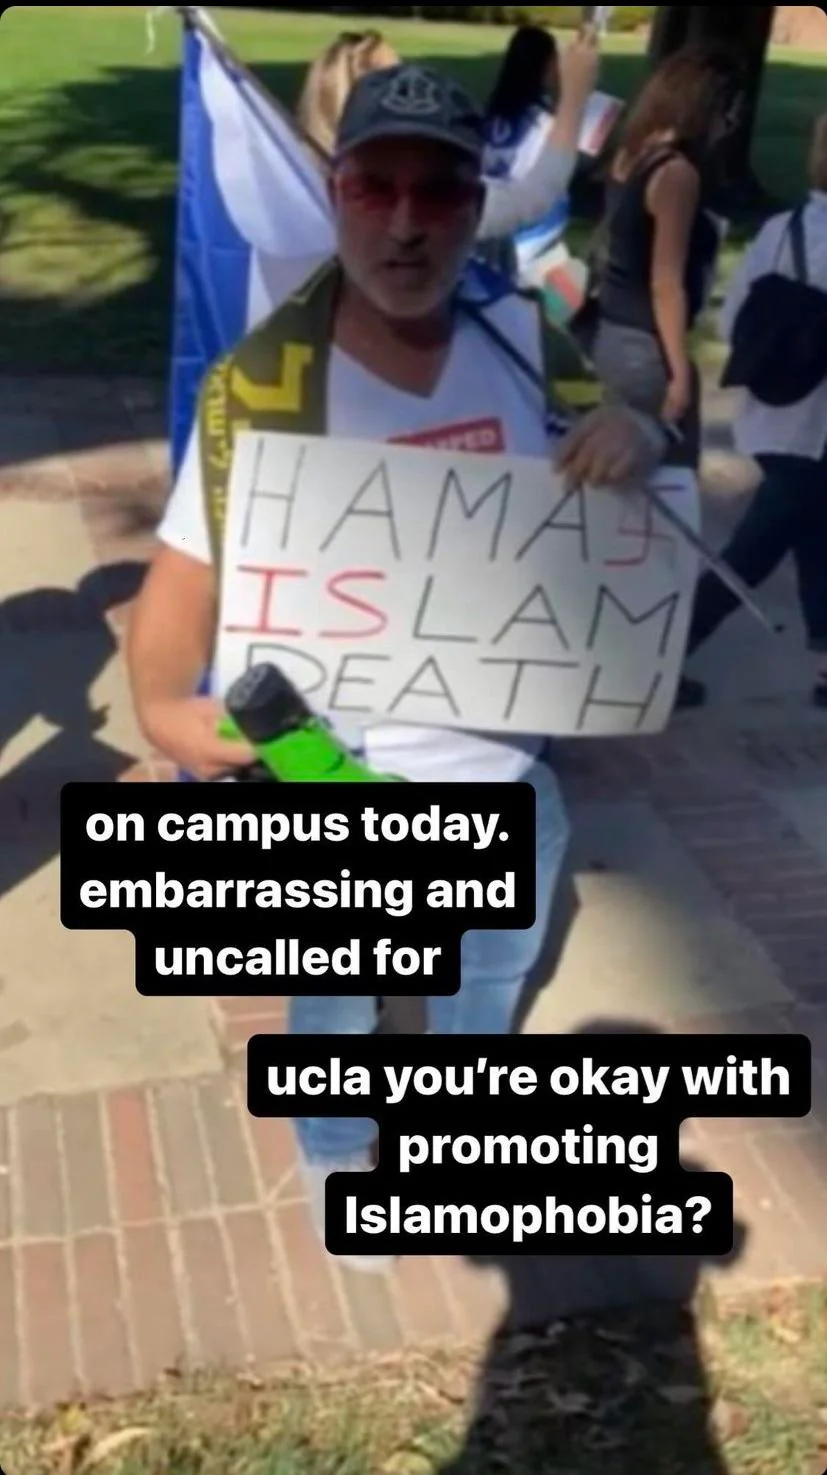 HAMAS
ISLAM
DEATH
on campus today.
embarrassing and
uncalled for
ucla you're okay with
promoting
Islamophobia?